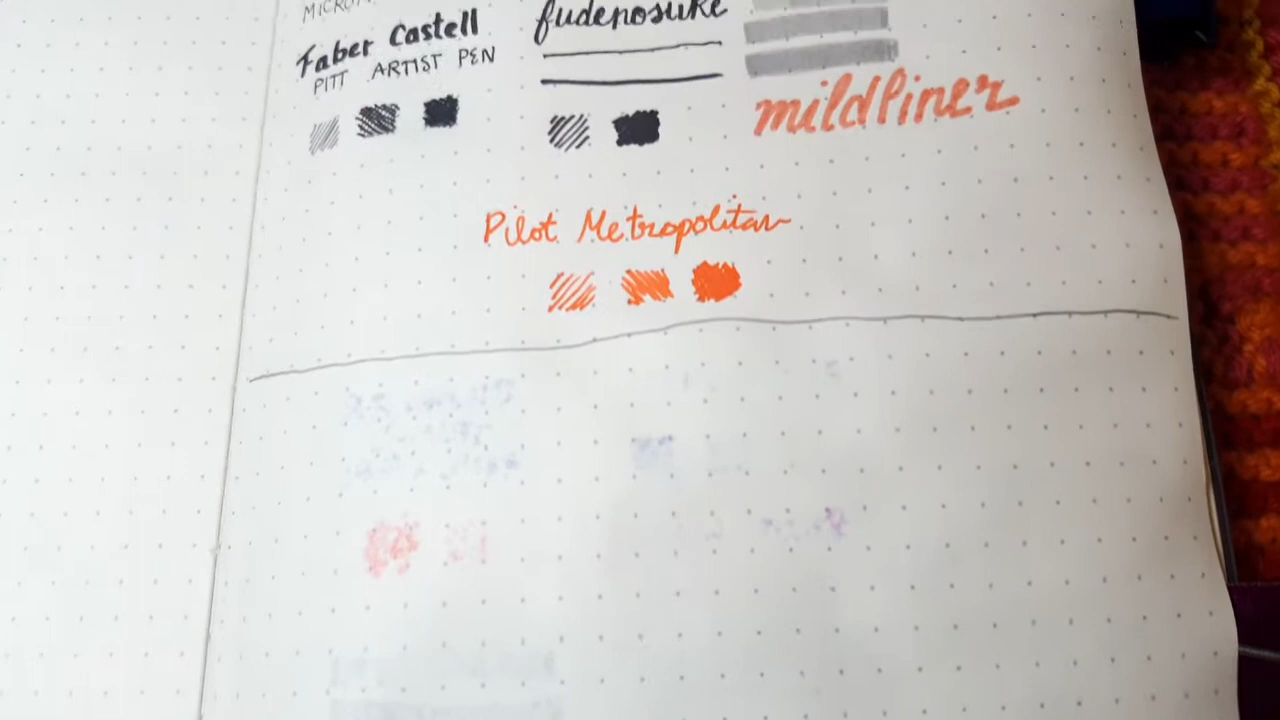 Faber Castell
PITT ARTIST PEN
fudenosuke
mildliner
Pilot Metropolitan